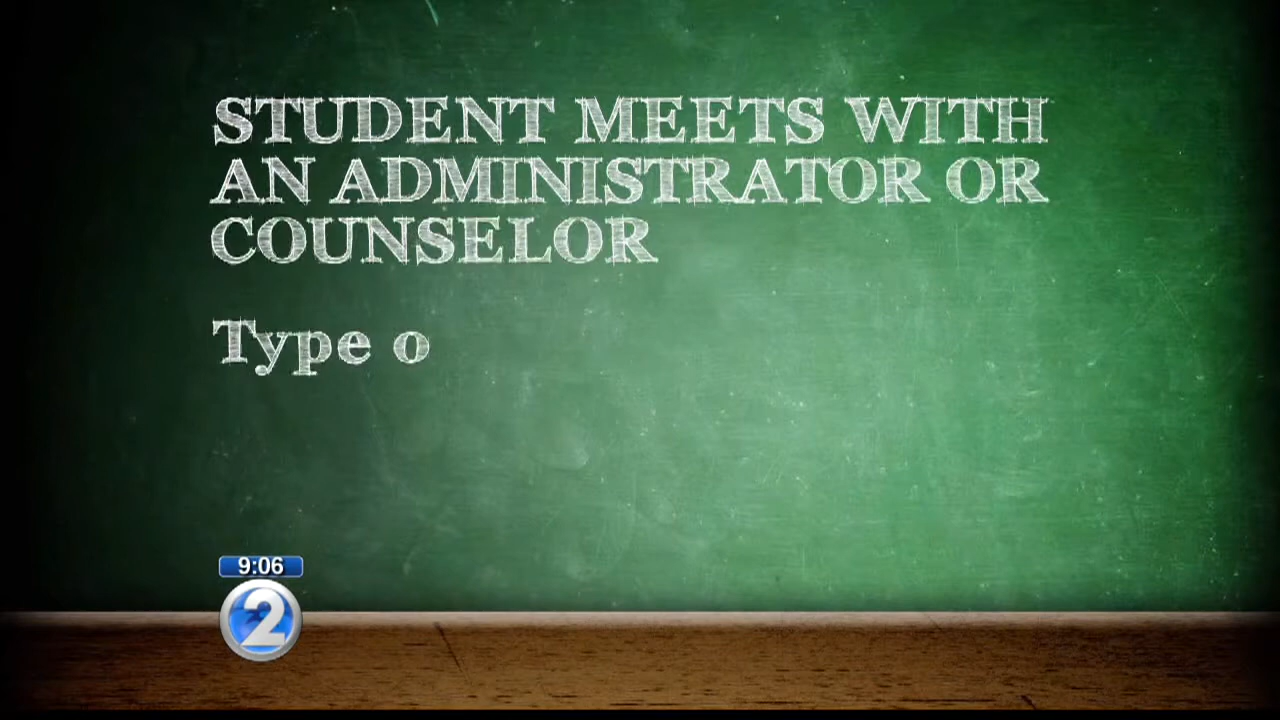 STUDENT MEETS WITH
AN ADMINISTRATOR OR
COUNSELOR
Type o
9:06
2